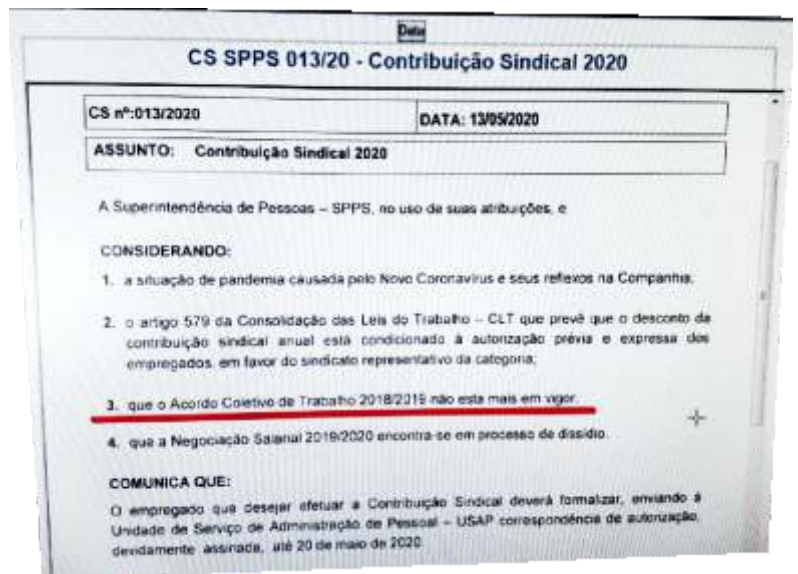 Data
CS SPPS 013/20 - Contribuição Sindical 2020
CS nº:013/2020
DATA: 13/05/2020
ASSUNTO: Contribuição Sindical 2020
A Superintendência de Pessoas – SPPS, no uso de suas atribuições, e
CONSIDERANDO:
1. a situação de pandemia causada pelo Novo Coronavírus e seus reflexos na Companhia;
2. o artigo 579 da Consolidação das Leis do Trabalho – CLT que prevê que o desconto da
contribuição sindical anual está condicionado à autorização prévia e expressa dos
empregados, em favor do sindicato representativo da categoria;
3. que o Acordo Coletivo de Trabalho 2018/2019 não esta mais em vigor.
4. que a Negociação Salarial 2019/2020 encontra-se em processo de dissídio.
COMUNICA QUE:
O empregado que desejar efetuar a Contribuição Sindical deverá formalizar, enviando à
Unidade de Serviço de Administração de Pessoal – USAP correspondência de autorização,
devidamente assinada, até 20 de maio de 2020.